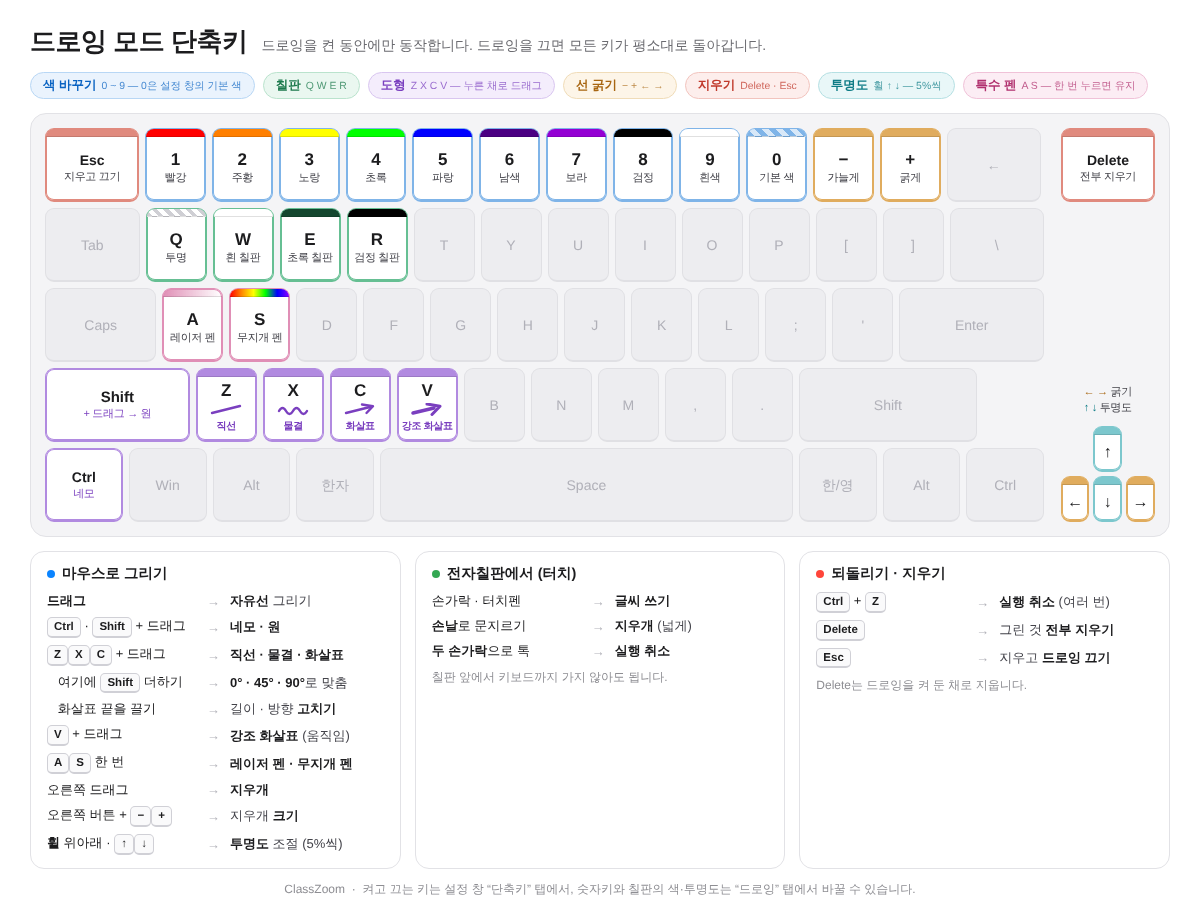 드로잉 모드 단축키 드로잉을 켠 동안에만 동작합니다. 드로잉을 끄면 모든 키가 평소대로 돌아갑니다.
색 바꾸기 0 – 9 — 0은 설정 창의 기본 색
칠판 Q W E R
도형 Z X C V — 누른 채로 드래그
선 굵기 − + ← →
지우기 Delete · Esc
투명도 휠 ↑ ↓ — 5%씩
특수 펜 A S — 한 번 누르면 유지
Esc 지우고 끄기
1 빨강
2 주황
3 노랑
4 초록
5 파랑
6 남색
7 보라
8 검정
9 흰색
0 기본 색
− 가늘게
+ 굵게
←
Delete 전부 지우기
Tab
Q 투명
W 흰 칠판
E 초록 칠판
R 검정 칠판
T
Y
U
I
O
P
[
]
\
Caps
A 레이저 펜
S 무지개 펜
D
F
G
H
J
K
L
;
'
Enter
Shift + 드래그 → 원
Z 직선
X 물결
C 화살표
V 강조 화살표
B
N
M
,
.
Shift
← → 굵기
↑ ↓ 투명도
Ctrl 네모
Win
Alt
한자
Space
한/영
Alt
Ctrl
↑
←
↓
→
마우스로 그리기
드래그 → 자유선 그리기
Ctrl · Shift + 드래그 → 네모 · 원
Z X C + 드래그 → 직선 · 물결 · 화살표
여기에 Shift 더하기 → 0° · 45° · 90°로 맞춤
화살표 끝을 끌기 → 길이 · 방향 고치기
V + 드래그 → 강조 화살표 (움직임)
A S 한 번 → 레이저 펜 · 무지개 펜
오른쪽 드래그 → 지우개
오른쪽 버튼 + − + → 지우개 크기
휠 위아래 · ↑ ↓ → 투명도 조절 (5%씩)
전자칠판에서 (터치)
손가락 · 터치펜 → 글씨 쓰기
손날로 문지르기 → 지우개 (넓게)
두 손가락으로 톡 → 실행 취소
칠판 앞에서 키보드까지 가지 않아도 됩니다.
되돌리기 · 지우기
Ctrl + Z → 실행 취소 (여러 번)
Delete → 그린 것 전부 지우기
Esc → 지우고 드로잉 끄기
Delete는 드로잉을 켜 둔 채로 지웁니다.
ClassZoom · 켜고 끄는 키는 설정 창 “단축키” 탭에서, 숫자키와 칠판의 색·투명도는 “드로잉” 탭에서 바꿀 수 있습니다.